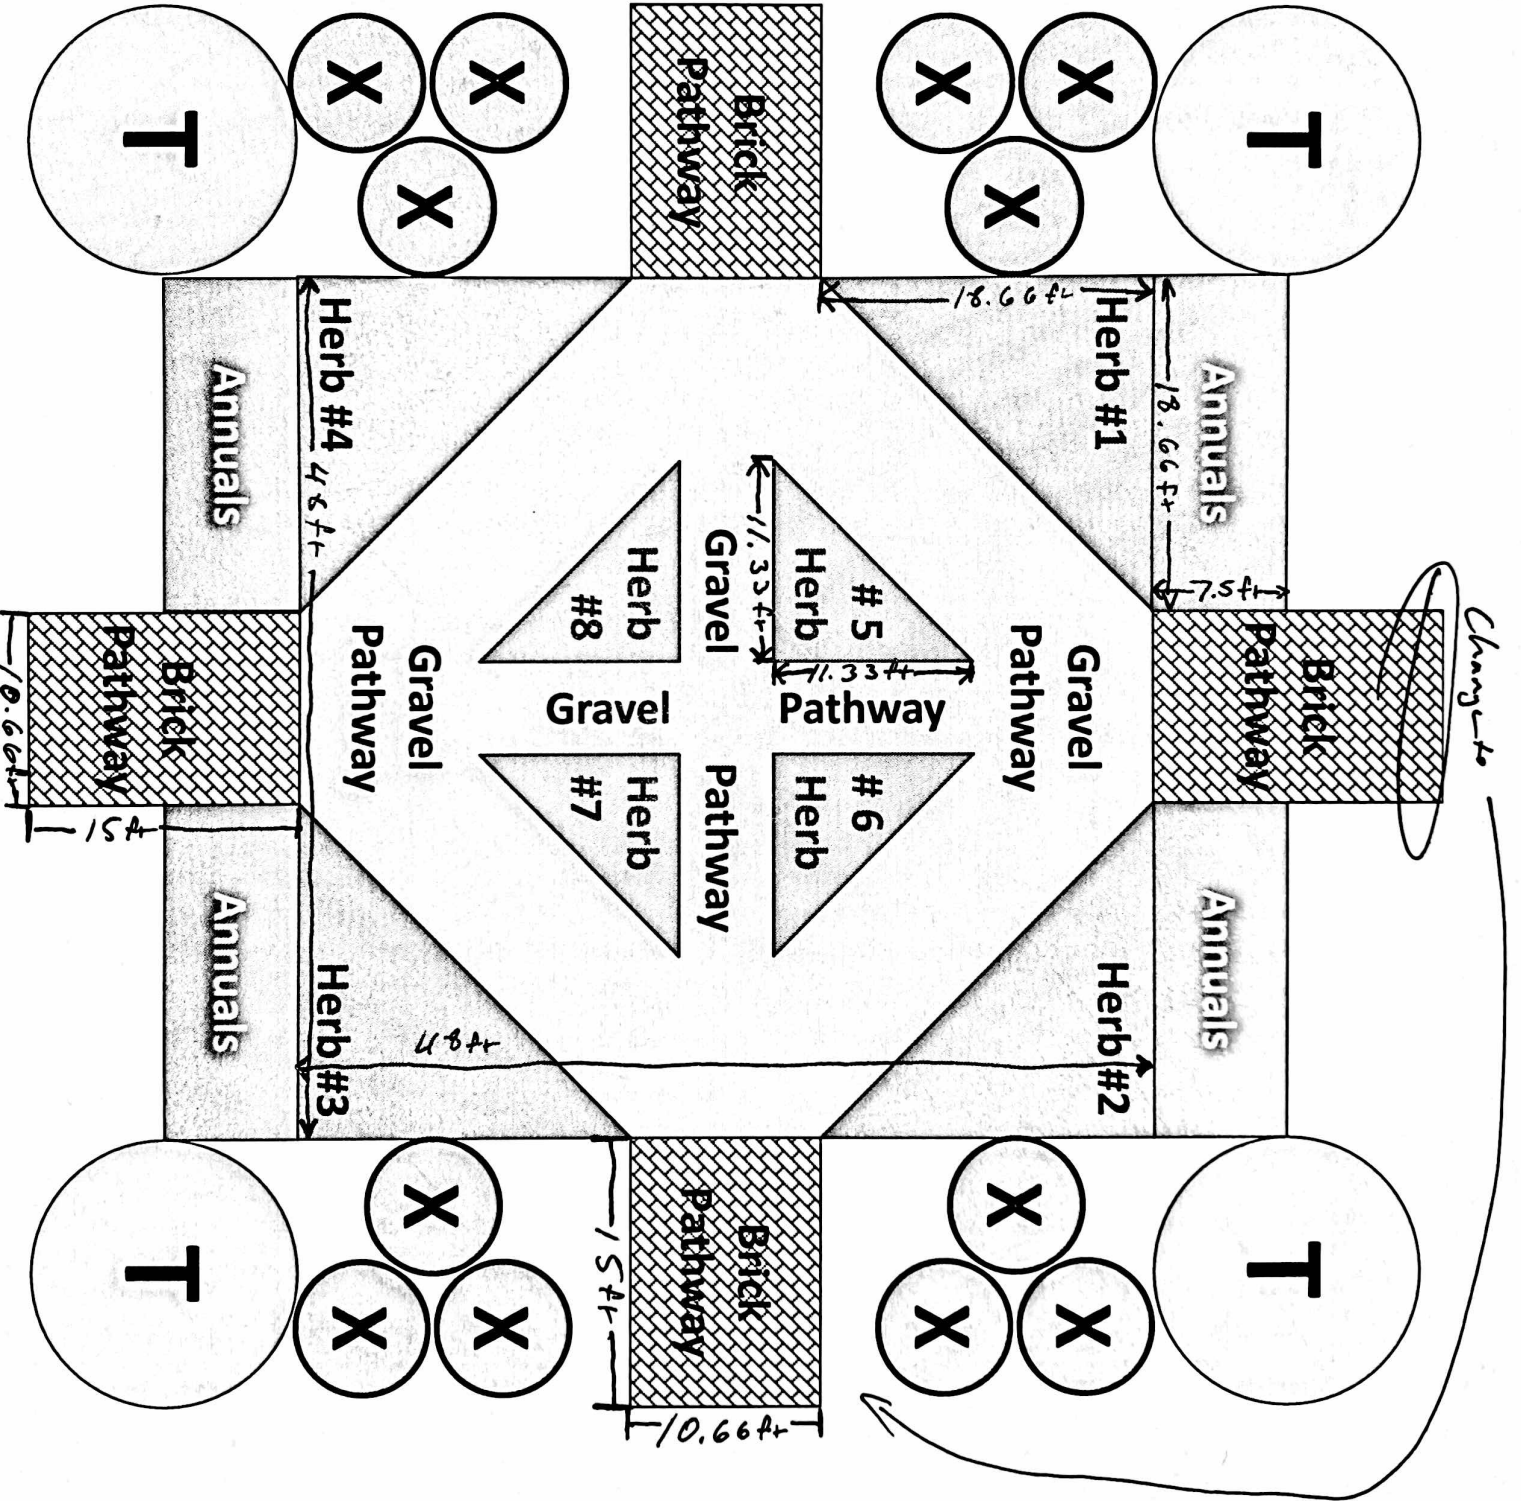 Change to
Brick
Pathway
T
T
Annuals
7.5 ft
Annuals
18.66 ft
X
Herb #1
18.66 ft
Herb #2
X
X
X
X
X
Gravel
Pathway
# 5
Herb
11.33 ft
# 6
Herb
11.33 ft
Brick
Pathway
Gravel
Pathway
Pathway
Gravel
Brick
Pathway
10.66 ft
15 ft
Herb
#8
Herb
#7
Gravel
Pathway
X
X
X
X
X
X
Herb #4
48 ft
Herb #3
48 ft
Annuals
Annuals
T
T
Brick
Pathway
15 ft
10.66 ft